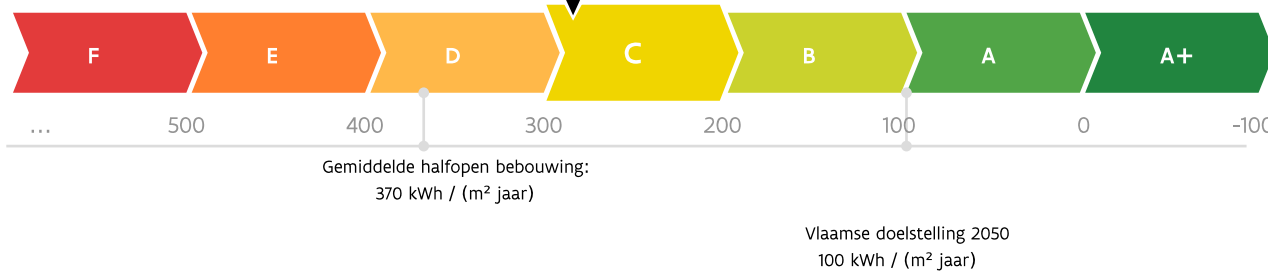 F E D C B A A+
... 500 400 300 200 100 0 -100
Gemiddelde halfopen bebouwing:
370 kWh / (m² jaar)
Vlaamse doelstelling 2050
100 kWh / (m² jaar)